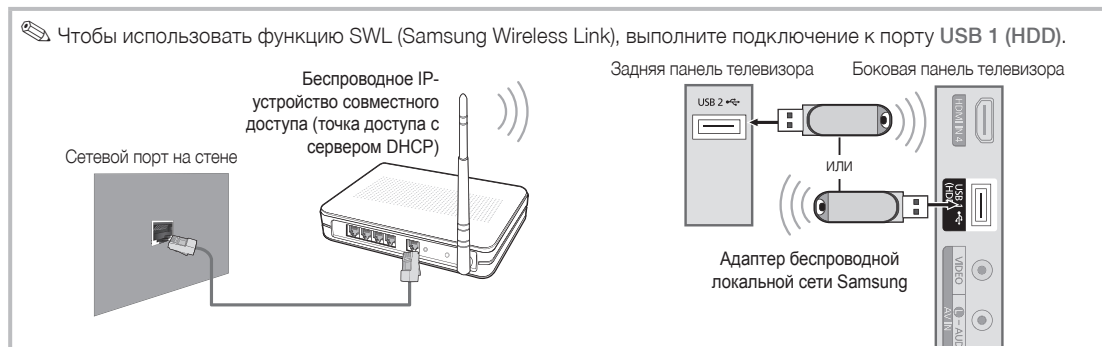 Чтобы использовать функцию SWL (Samsung Wireless Link), выполните подключение к порту USB 1 (HDD).
Задняя панель телевизора
Боковая панель телевизора
Беспроводное IP-
устройство совместного
доступа (точка доступа с
сервером DHCP)
Сетевой порт на стене
USB 2
или
HDMI IN 4
USB 1
(HDD)
VIDEO
AV IN
Адаптер беспроводной
локальной сети Samsung